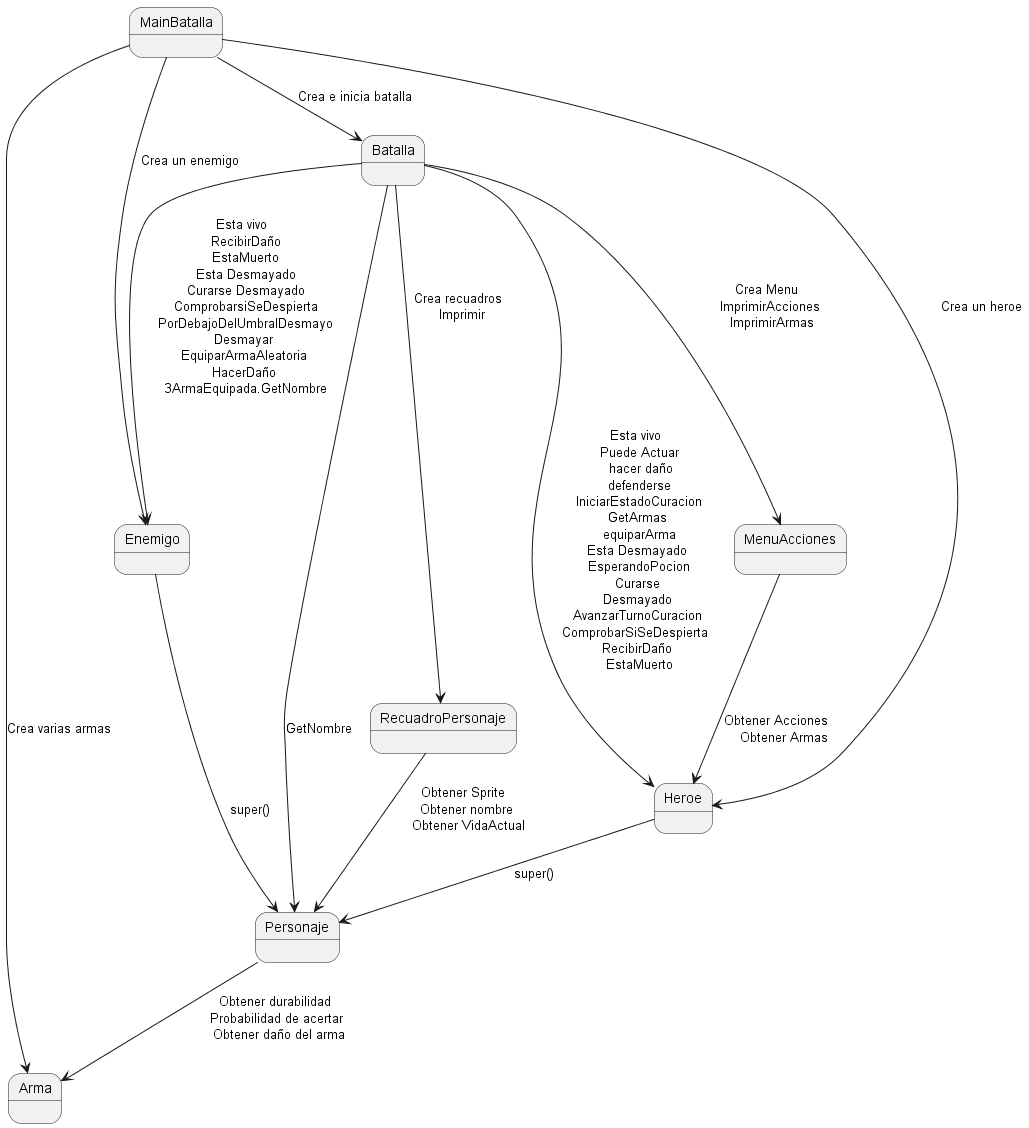 MainBatalla
Crea e inicia batalla
Batalla
Crea un enemigo
Esta vivo
RecibirDaño
EstaMuerto
Esta Desmayado
Curarse Desmayado
ComprobarsiSeDespierta
PorDebajoDelUmbralDesmayo
Desmayar
EquiparArmaAleatoria
HacerDaño
3ArmaEquipada.GetNombre
Crea recuadros
Imprimir
Crea Menu
ImprimirAcciones
ImprimirArmas
Crea un heroe
Esta vivo
Puede Actuar
hacer daño
defenderse
IniciarEstadoCuracion
GetArmas
equiparArma
Esta Desmayado
EsperandoPocion
Curarse
Desmayado
AvanzarTurnoCuracion
ComprobarSiSeDespierta
RecibirDaño
EstaMuerto
Enemigo
MenuAcciones
Crea varias armas
GetNombre
RecuadroPersonaje
Obtener Acciones
Obtener Armas
super()
Obtener Sprite
Obtener nombre
Obtener VidaActual
Heroe
super()
Personaje
Obtener durabilidad
Probabilidad de acertar
Obtener daño del arma
Arma